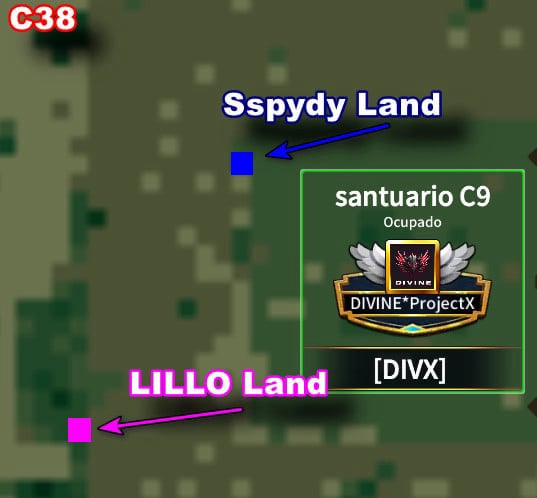 C38
Sspydy Land
santuario C9
Ocupado
DIVINE
DIVINE*ProjectX
[DIVX]
LILLO Land